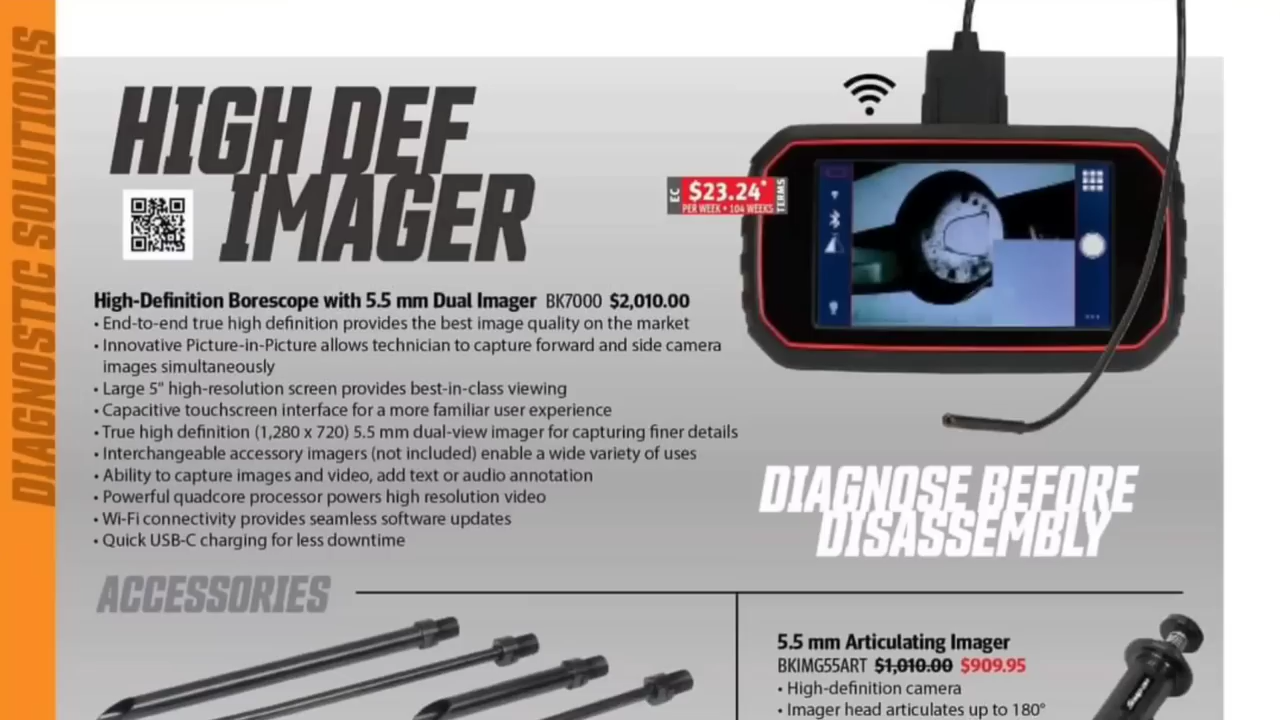 DIAGNOSTIC SOLUTIONS
HIGH DEF
IMAGER
EC
$23.24*
PER WEEK • 104 WEEKS
TERMS
High-Definition Borescope with 5.5 mm Dual Imager BK7000 $2,010.00
• End-to-end true high definition provides the best image quality on the market
• Innovative Picture-in-Picture allows technician to capture forward and side camera
images simultaneously
• Large 5" high-resolution screen provides best-in-class viewing
• Capacitive touchscreen interface for a more familiar user experience
• True high definition (1,280 x 720) 5.5 mm dual-view imager for capturing finer details
• Interchangeable accessory imagers (not included) enable a wide variety of uses
• Ability to capture images and video, add text or audio annotation
• Powerful quadcore processor powers high resolution video
• Wi-Fi connectivity provides seamless software updates
• Quick USB-C charging for less downtime
DIAGNOSE BEFORE
DISASSEMBLY
ACCESSORIES
5.5 mm Articulating Imager
BKIMG55ART $1,010.00 $909.95
• High-definition camera
• Imager head articulates up to 180°